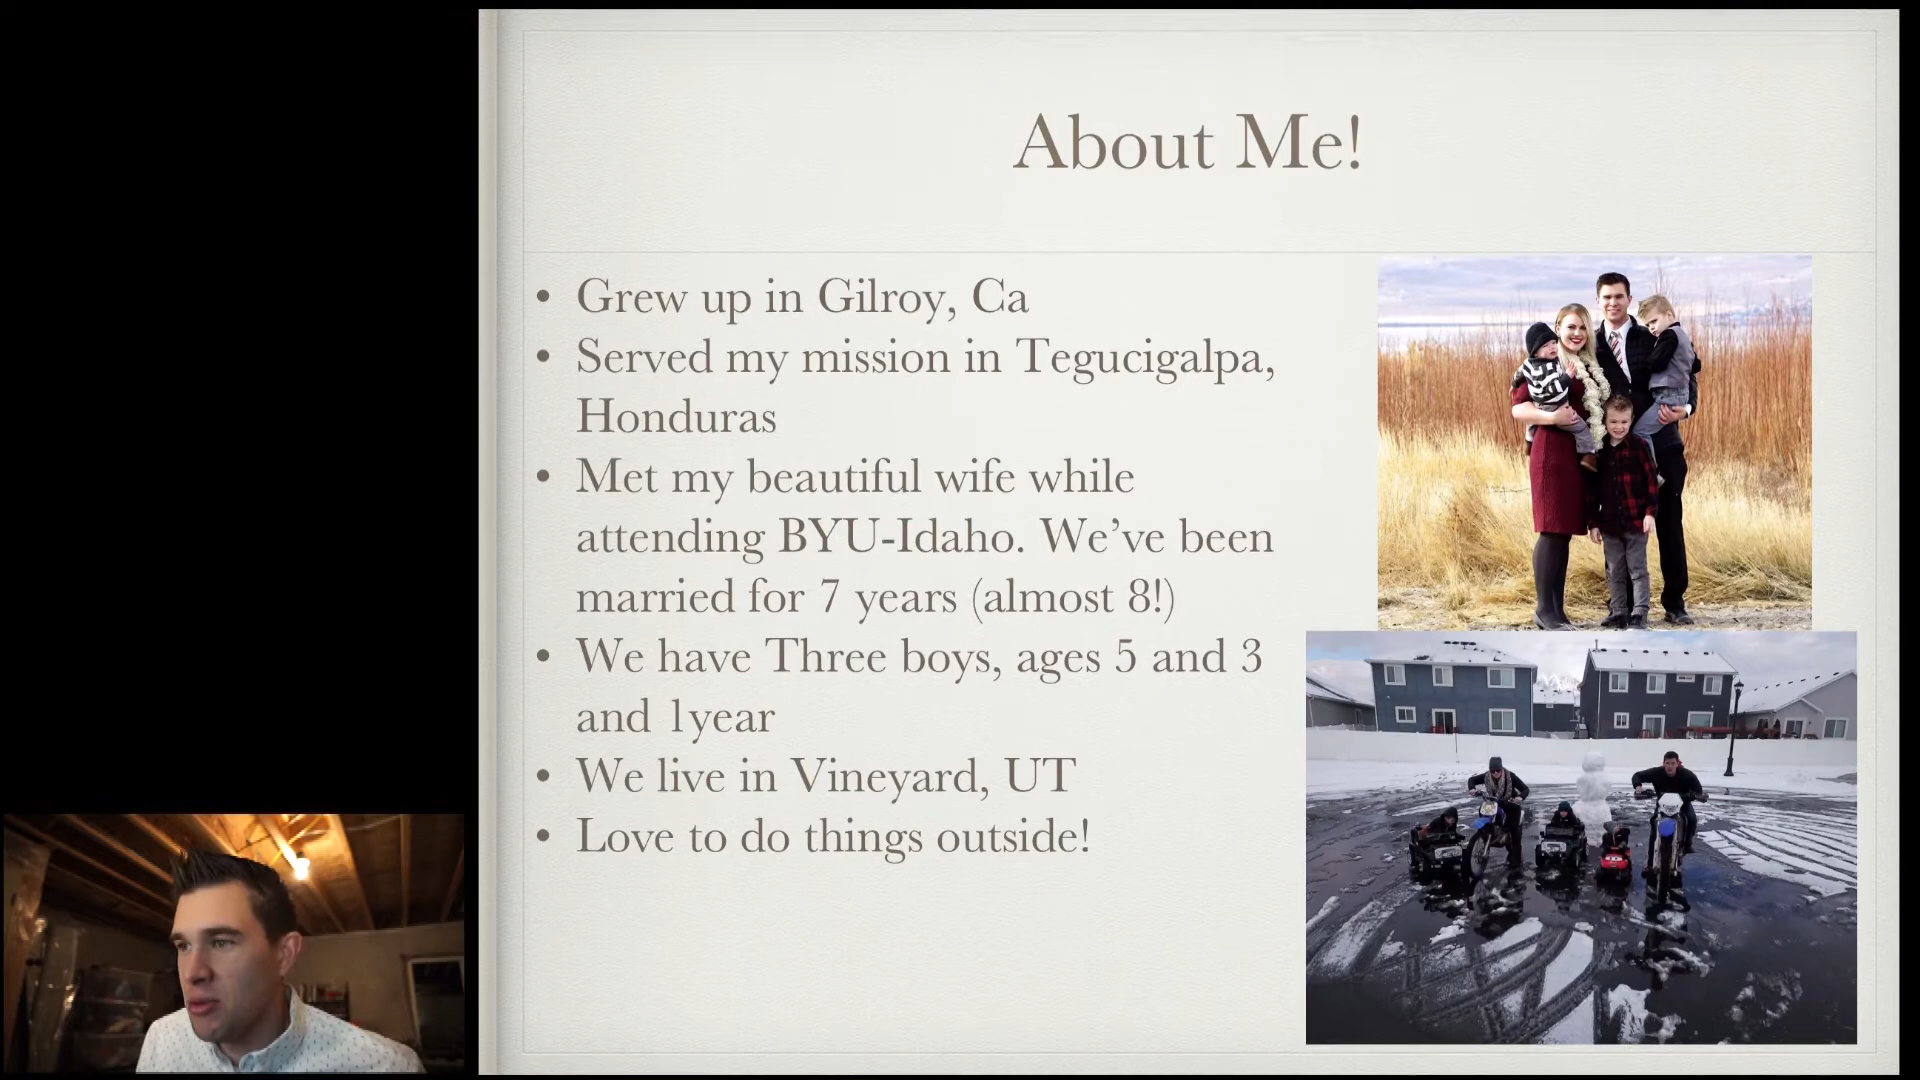 About Me!
• Grew up in Gilroy, Ca
• Served my mission in Tegucigalpa,
Honduras
• Met my beautiful wife while
attending BYU-Idaho. We’ve been
married for 7 years (almost 8!)
• We have Three boys, ages 5 and 3
and 1year
• We live in Vineyard, UT
• Love to do things outside!